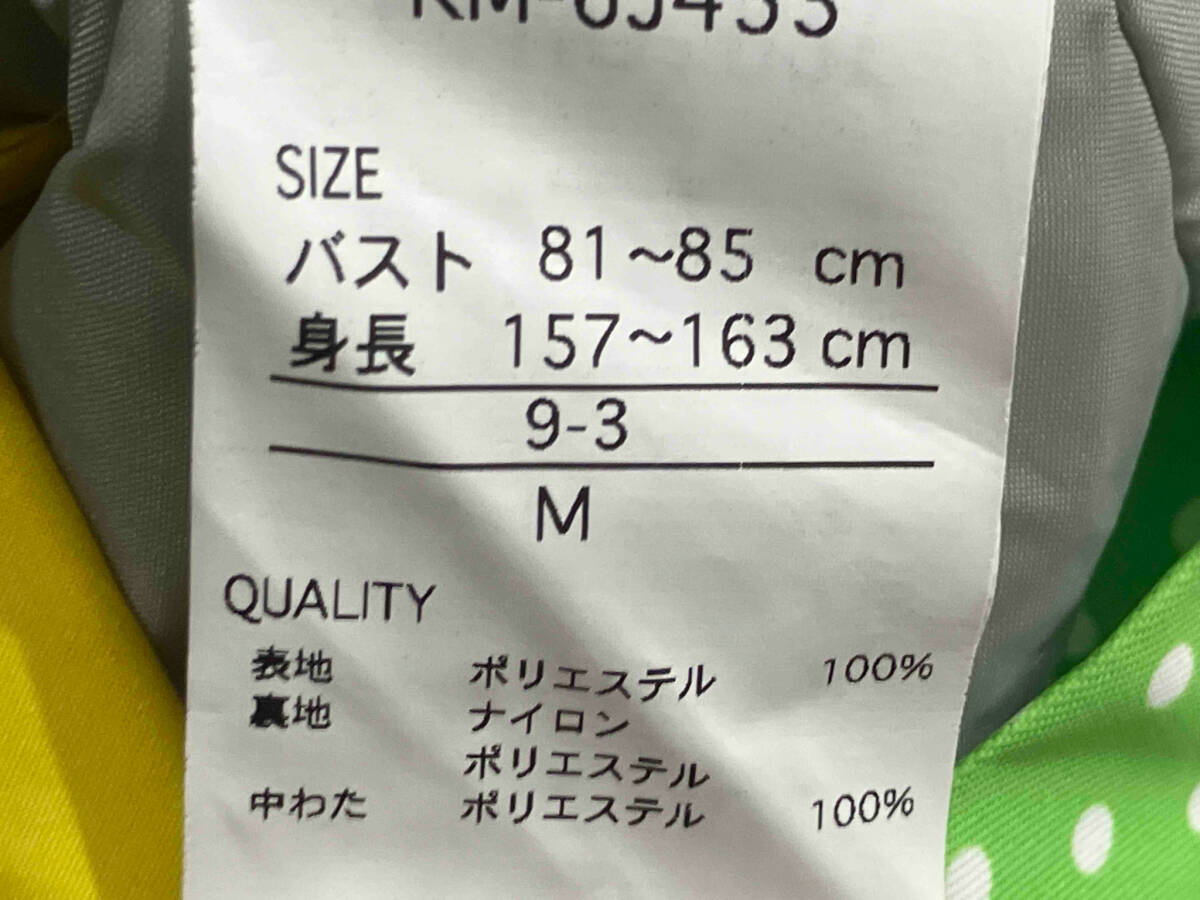 SIZE
バスト 81~85 cm
身長 157~163 cm
9-3
M
QUALITY
表地 ポリエステル 100%
裏地 ナイロン
ポリエステル
中わた ポリエステル 100%